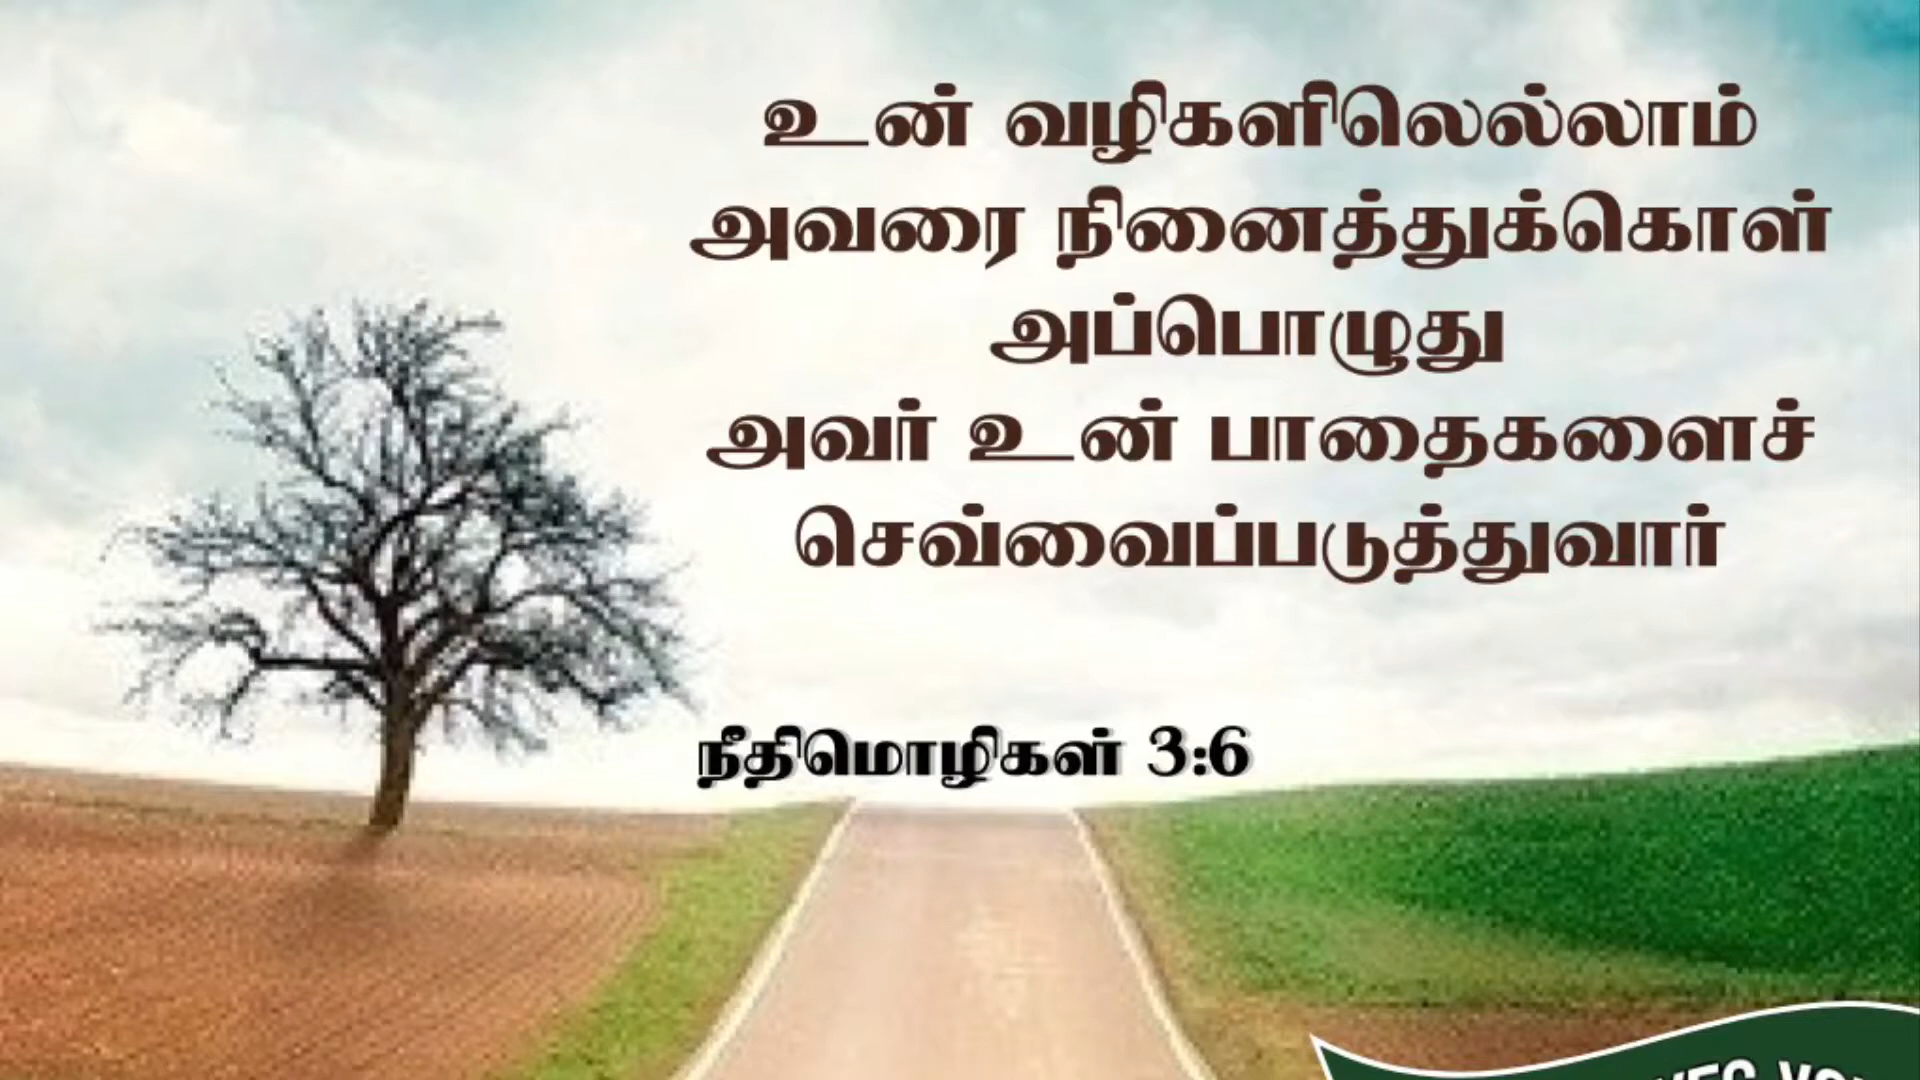 உன் வழிகளிலெல்லாம்
அவரை நினைத்துக்கொள்
அப்பொழுது
அவர் உன் பாதைகளைச்
செவ்வைப்படுத்துவார்
நீதிமொழிகள் 3:6